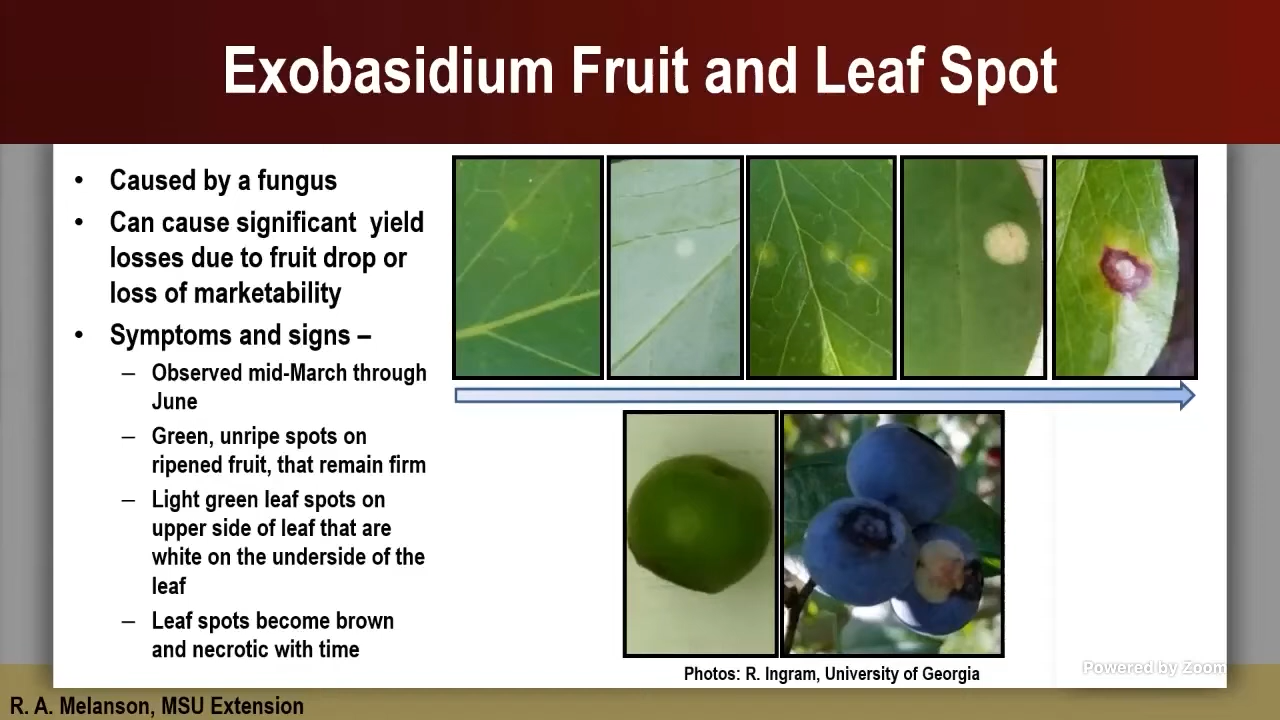 Exobasidium Fruit and Leaf Spot
• Caused by a fungus
• Can cause significant yield
losses due to fruit drop or
loss of marketability
• Symptoms and signs –
– Observed mid-March through
June
– Green, unripe spots on
ripened fruit, that remain firm
– Light green leaf spots on
upper side of leaf that are
white on the underside of the
leaf
– Leaf spots become brown
and necrotic with time
Photos: R. Ingram, University of Georgia
Powered by Zoom
R. A. Melanson, MSU Extension